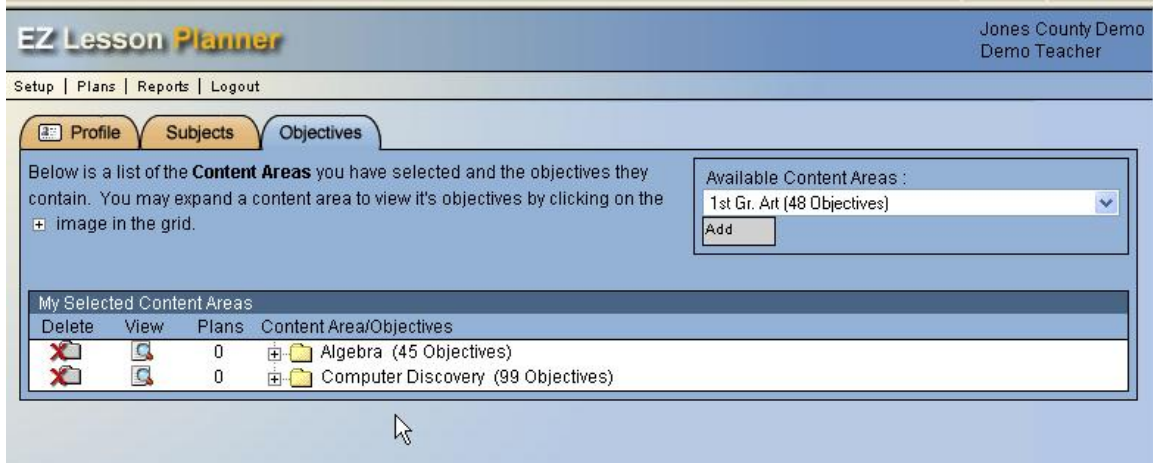 EZ Lesson Planner
Jones County Demo
Demo Teacher
Setup | Plans | Reports | Logout
Profile Subjects Objectives
Below is a list of the Content Areas you have selected and the objectives they
contain. You may expand a content area to view it's objectives by clicking on the
image in the grid.
Available Content Areas :
1st Gr. Art (48 Objectives)
Add
My Selected Content Areas
Delete View Plans Content Area/Objectives
0 Algebra (45 Objectives)
0 Computer Discovery (99 Objectives)